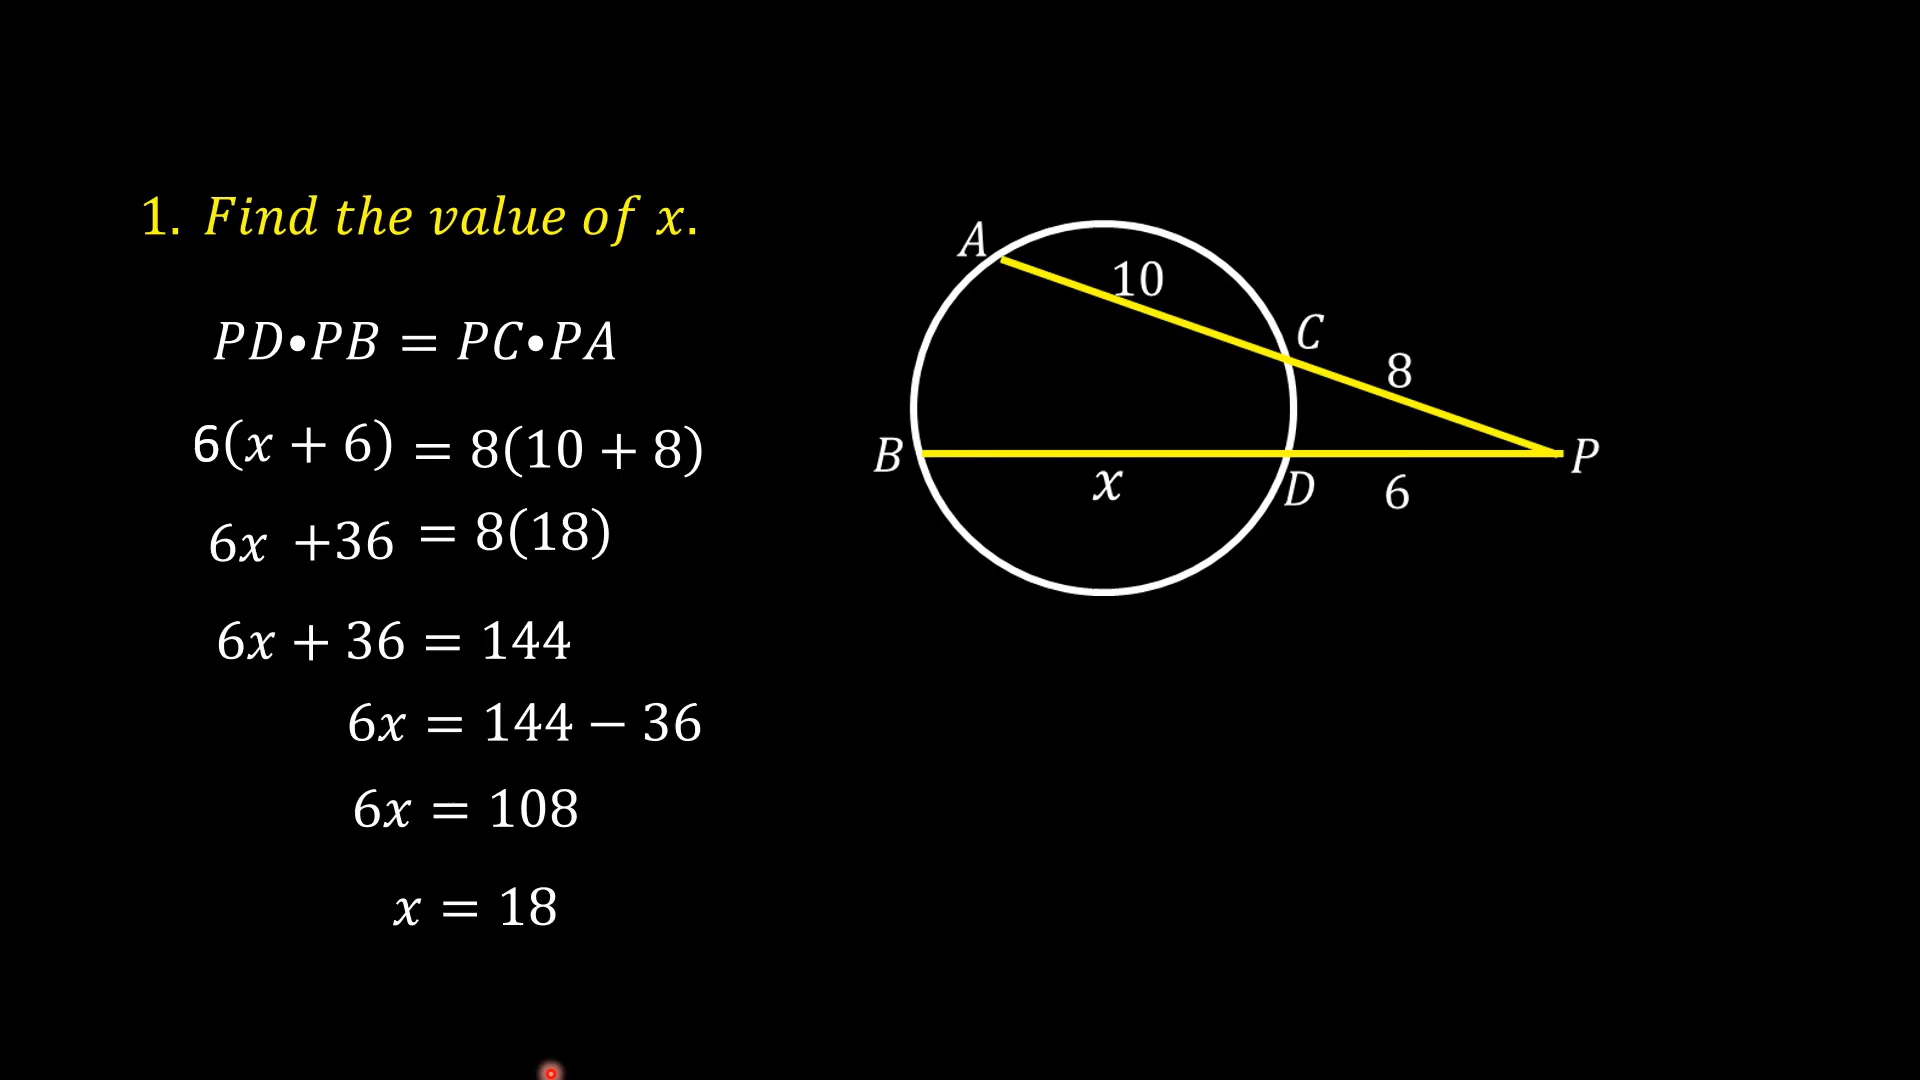 1. Find the value of x.
PD•PB = PC•PA
6(x + 6) = 8(10 + 8)
6x +36 = 8(18)
6x + 36 = 144
6x = 144 − 36
6x = 108
x = 18
A
10
C
8
B
x
D
6
P